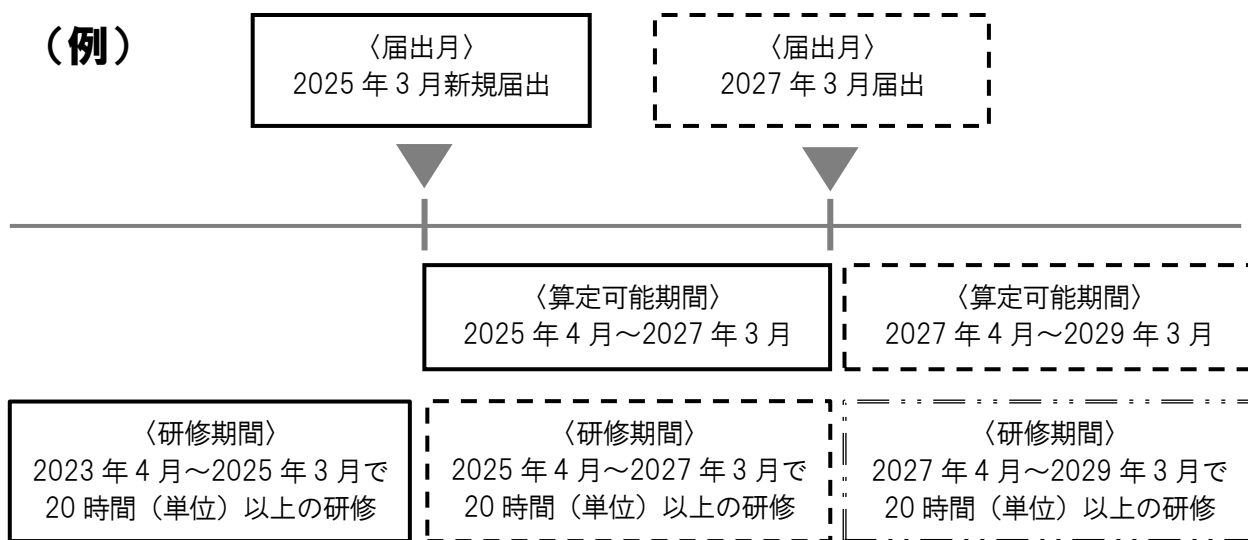 （例）
〈届出月〉
2025 年 3 月新規届出
〈届出月〉
2027 年 3 月届出
〈算定可能期間〉
2025 年 4 月～2027 年 3 月
〈算定可能期間〉
2027 年 4 月～2029 年 3 月
〈研修期間〉
2023 年 4 月～2025 年 3 月で
20 時間（単位）以上の研修
〈研修期間〉
2025 年 4 月～2027 年 3 月で
20 時間（単位）以上の研修
〈研修期間〉
2027 年 4 月～2029 年 3 月で
20 時間（単位）以上の研修